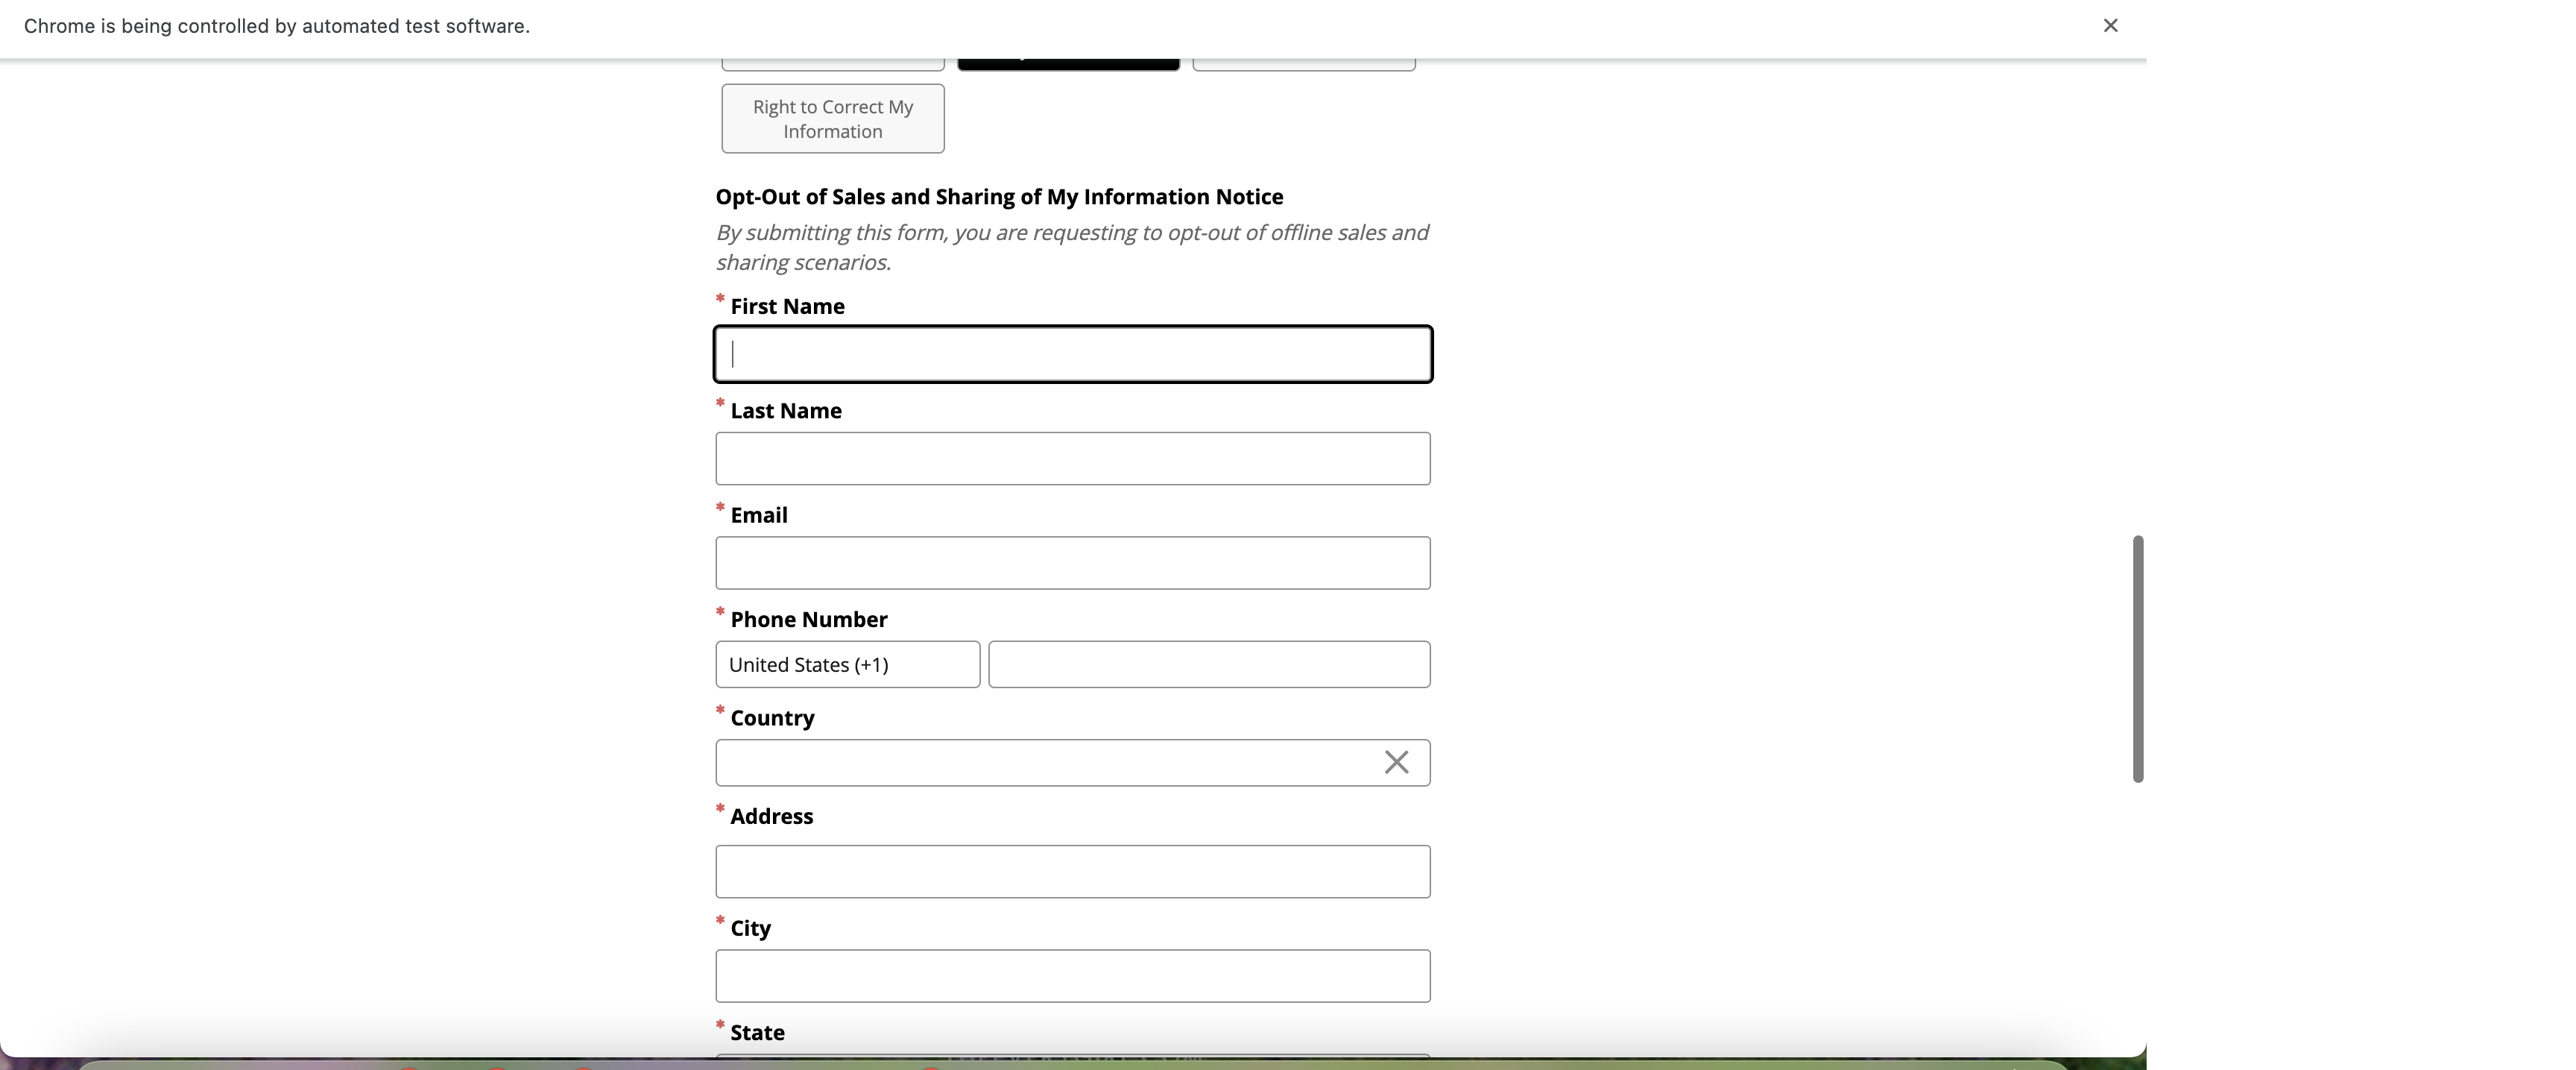 Chrome is being controlled by automated test software.
Right to Correct My
Information
Opt-Out of Sales and Sharing of My Information Notice
By submitting this form, you are requesting to opt-out of offline sales and
sharing scenarios.
* First Name
* Last Name
* Email
* Phone Number
United States (+1)
* Country
* Address
* City
* State